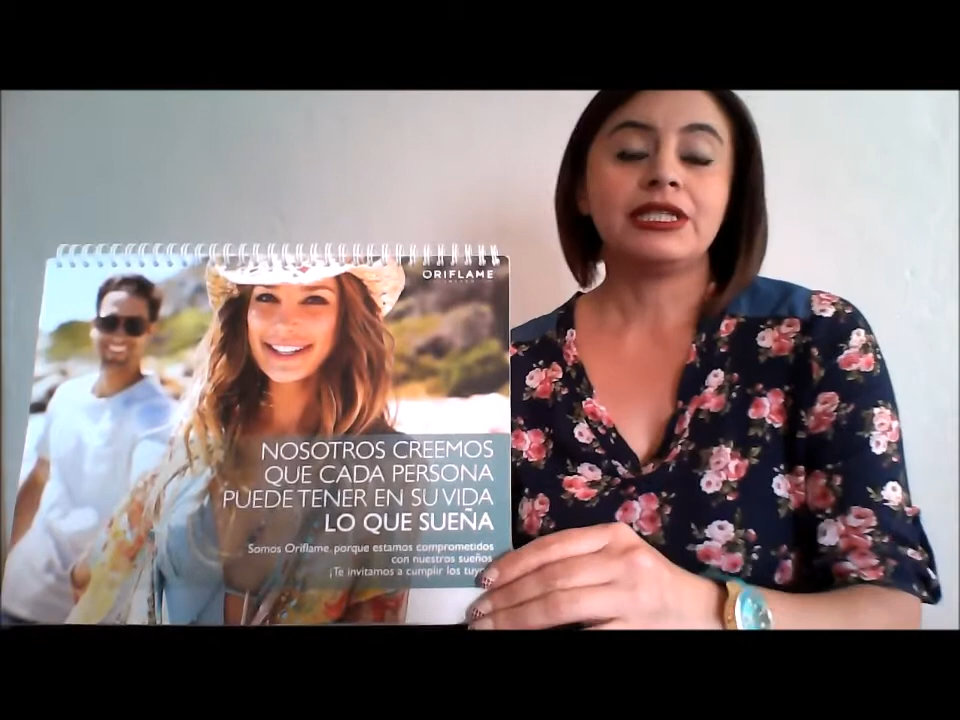 ORIFLAME
NOSOTROS CREEMOS
QUE CADA PERSONA
PUEDE TENER EN SU VIDA
LO QUE SUEÑA
Somos Oriflame, porque estamos comprometidos
con nuestros sueños
¡Te invitamos a cumplir los